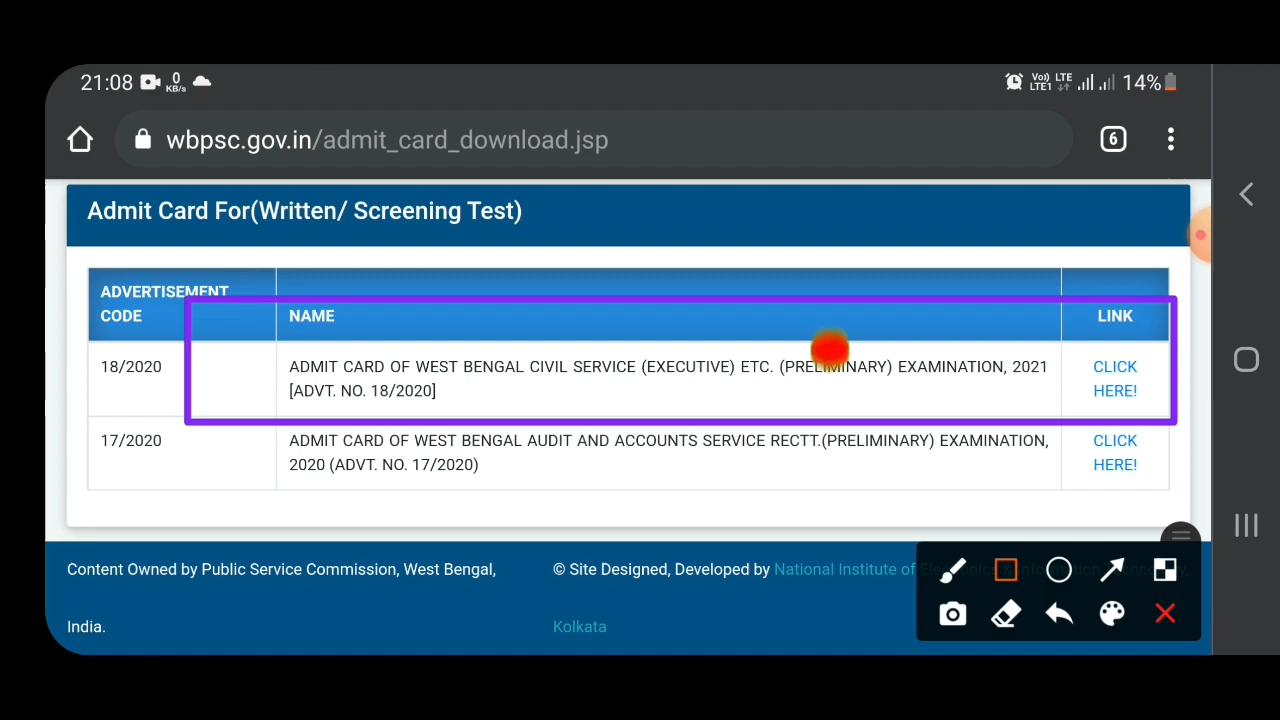 21:08 0 KB/s Vo)) LTE1 LTE 14%
wbpsc.gov.in/admit_card_download.jsp 6
Admit Card For(Written/ Screening Test)
ADVERTISEMENT CODE NAME LINK
18/2020 ADMIT CARD OF WEST BENGAL CIVIL SERVICE (EXECUTIVE) ETC. (PRELIMINARY) EXAMINATION, 2021 CLICK
[ADVT. NO. 18/2020] HERE!
17/2020 ADMIT CARD OF WEST BENGAL AUDIT AND ACCOUNTS SERVICE RECTT.(PRELIMINARY) EXAMINATION, CLICK
2020 (ADVT. NO. 17/2020) HERE!
Content Owned by Public Service Commission, West Bengal, © Site Designed, Developed by National Institute of
India. Kolkata